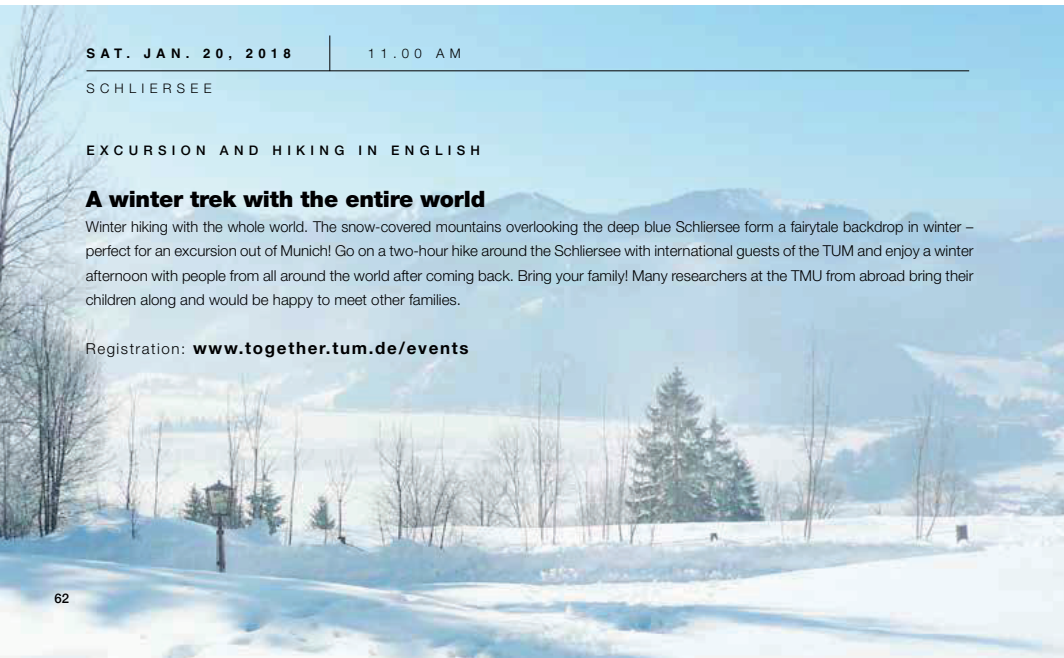 SAT. JAN. 20, 2018 11.00 AM
SCHLIERSEE
EXCURSION AND HIKING IN ENGLISH
A winter trek with the entire world
Winter hiking with the whole world. The snow-covered mountains overlooking the deep blue Schliersee form a fairytale backdrop in winter –
perfect for an excursion out of Munich! Go on a two-hour hike around the Schliersee with international guests of the TUM and enjoy a winter
afternoon with people from all around the world after coming back. Bring your family! Many researchers at the TMU from abroad bring their
children along and would be happy to meet other families.
Registration: www.together.tum.de/events
62